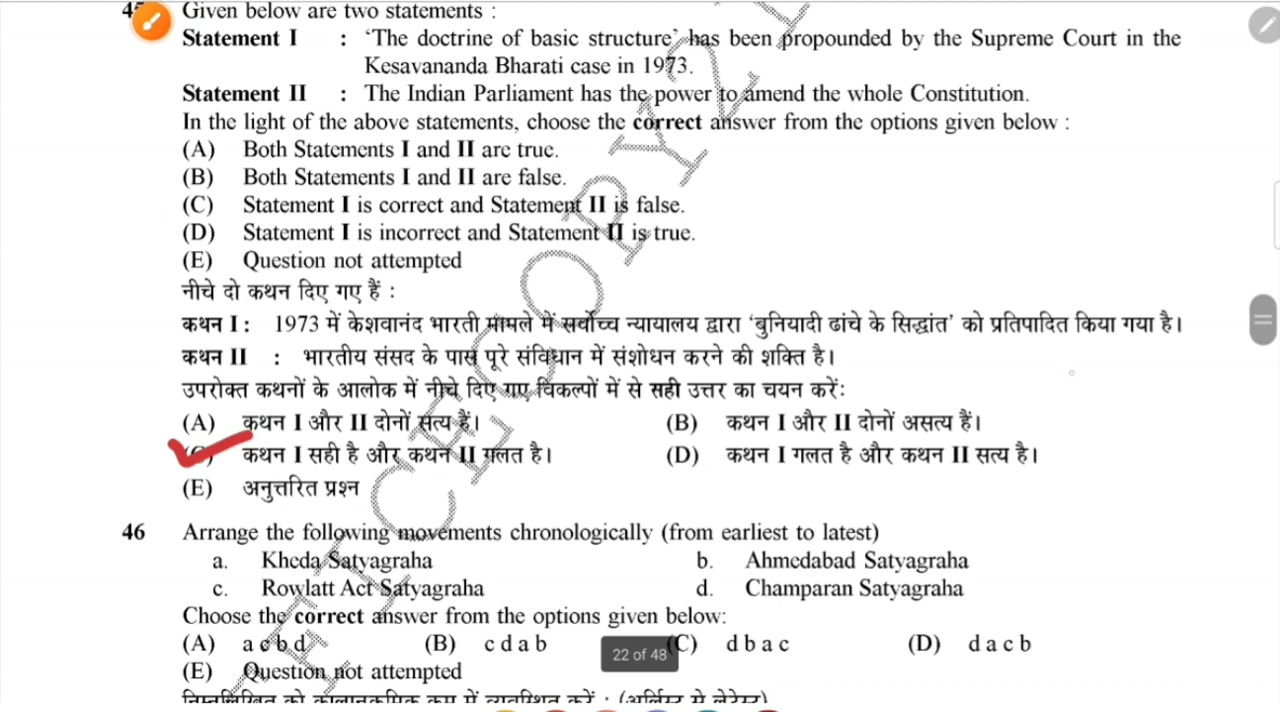 4
Given below are two statements :
Statement I : ‘The doctrine of basic structure’ has been propounded by the Supreme Court in the
Kesavananda Bharati case in 1973.
Statement II : The Indian Parliament has the power to amend the whole Constitution.
In the light of the above statements, choose the correct answer from the options given below :
(A) Both Statements I and II are true.
(B) Both Statements I and II are false.
(C) Statement I is correct and Statement II is false.
(D) Statement I is incorrect and Statement II is true.
(E) Question not attempted
नीचे दो कथन दिए गए हैं :
कथन I : 1973 में केशवानंद भारती मामले में सर्वोच्च न्यायालय द्वारा ‘बुनियादी ढांचे के सिद्धांत’ को प्रतिपादित किया गया है।
कथन II : भारतीय संसद के पास पूरे संविधान में संशोधन करने की शक्ति है।
उपरोक्त कथनों के आलोक में नीचे दिए गए विकल्पों में से सही उत्तर का चयन करें:
(A) कथन I और II दोनों सत्य हैं। (B) कथन I और II दोनों असत्य हैं।
कथन I सही है और कथन II गलत है। (D) कथन I गलत है और कथन II सत्य है।
(E) अनुत्तरित प्रश्न
46 Arrange the following movements chronologically (from earliest to latest)
a. Kheda Satyagraha b. Ahmedabad Satyagraha
c. Rowlatt Act Satyagraha d. Champaran Satyagraha
Choose the correct answer from the options given below:
(A) a c b d (B) c d a b (C) d b a c (D) d a c b
22 of 48
(E) Question not attempted
निम्नलिखित को कालानुक्रमिक क्रम में व्यवस्थित करें : (अर्लिस्ट से लेटेस्ट)